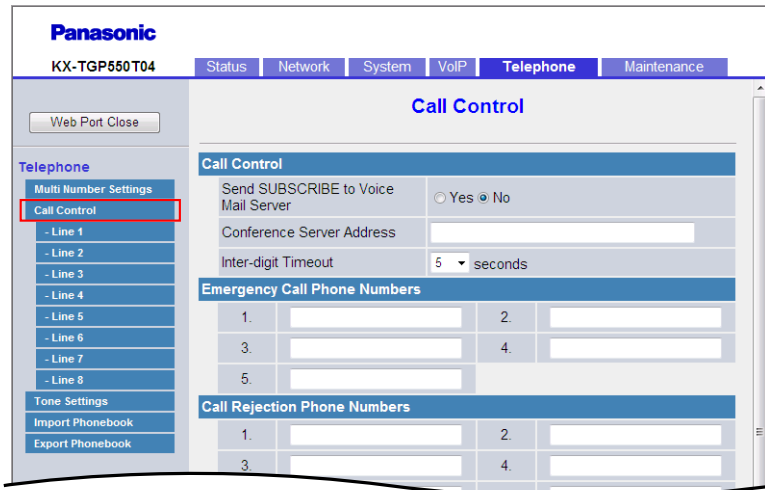 Panasonic
KX-TGP550T04
Status Network System VoIP Telephone Maintenance
Web Port Close
Telephone
Multi Number Settings
Call Control
- Line 1
- Line 2
- Line 3
- Line 4
- Line 5
- Line 6
- Line 7
- Line 8
Tone Settings
Import Phonebook
Export Phonebook
Call Control
Call Control
Send SUBSCRIBE to Voice
Mail Server
Yes No
Conference Server Address
Inter-digit Timeout 5 seconds
Emergency Call Phone Numbers
1. 2.
3. 4.
5.
Call Rejection Phone Numbers
1. 2.
3. 4.